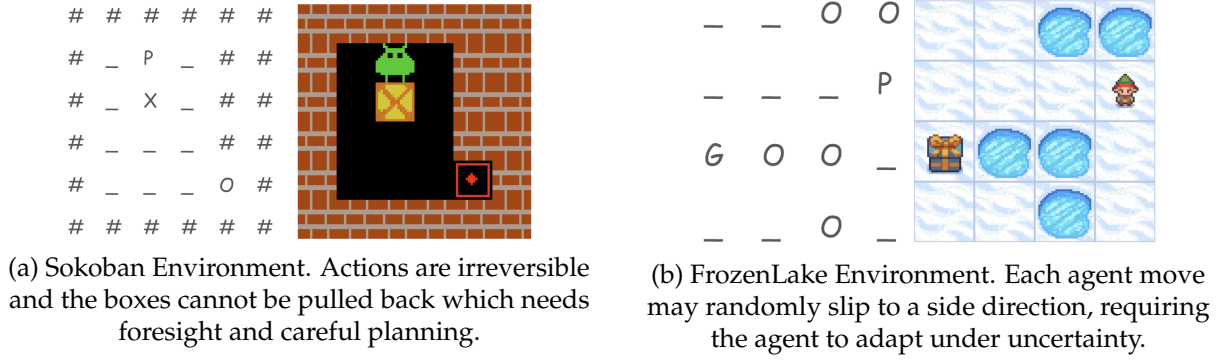 # # # # # #
# _ P _ # #
# _ X _ # #
# _ _ _ # #
# _ _ _ O #
# # # # # #
(a) Sokoban Environment. Actions are irreversible
and the boxes cannot be pulled back which needs
foresight and careful planning.
_ _ O O
_ _ _ P
G O O _
_ _ O _
(b) FrozenLake Environment. Each agent move
may randomly slip to a side direction, requiring
the agent to adapt under uncertainty.